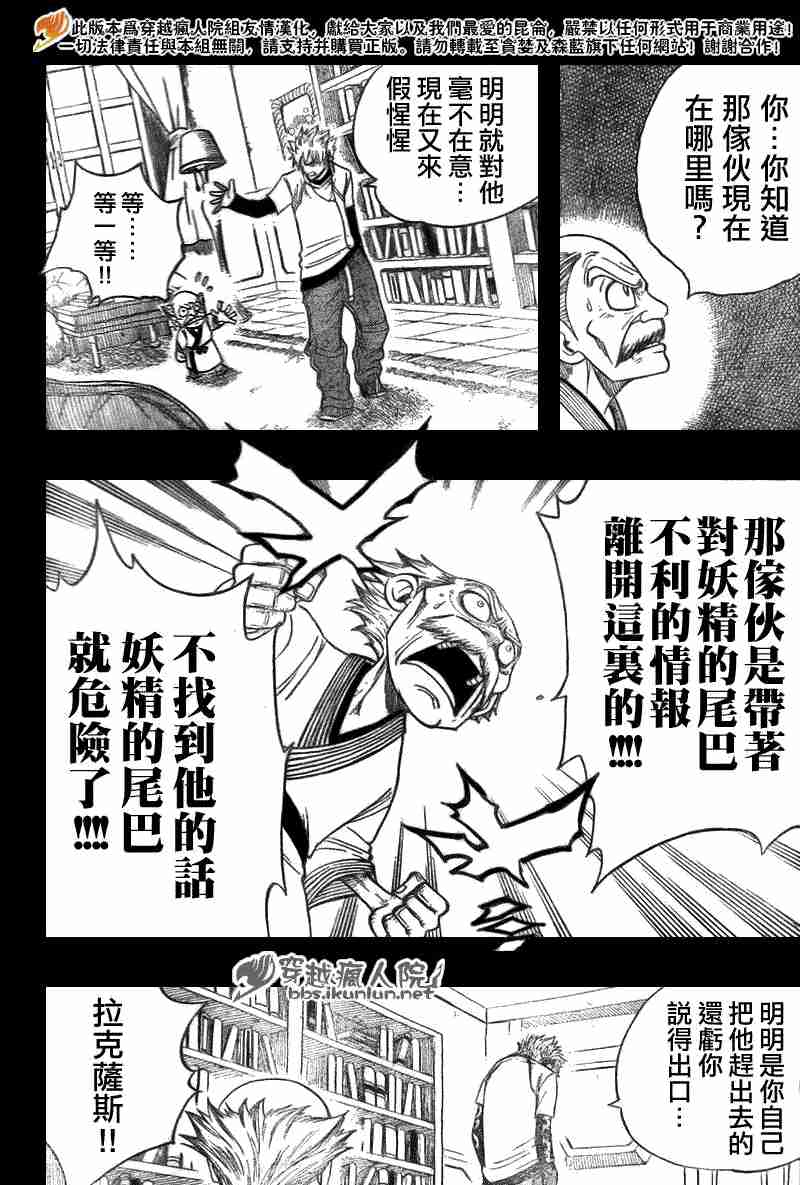 此版本爲穿越瘋人院組友情漢化，獻給大家以及我們最愛的昆侖，嚴禁以任何形式用于商業用途！
一切法律責任與本組無關，請支持并購買正版。請勿轉載至貪婪及森藍旗下任何網站！謝謝合作！
你…你知道
那傢伙現在
在哪里嗎？
明明就對他
毫不在意…
現在又來
假惺惺
等……
等一等!!
那傢伙是帶著
對妖精的尾巴
不利的情報
離開這裏的!!!!
不找到他的話
妖精的尾巴
就危險了!!!!
穿越瘋人院
bbs.ikunlun.net
明明是你自己
把他趕出去的
還虧你
說得出口…
拉克薩斯!!